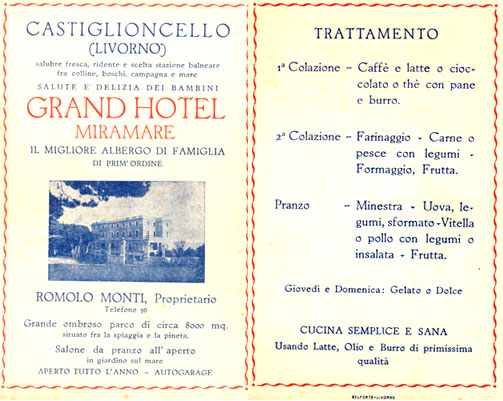 CASTIGLIONCELLO
(LIVORNO)
salubre fresca, ridente e scelta stazione balneare
fra colline, boschi, campagna e mare
SALUTE E DELIZIA DEI BAMBINI
GRAND HOTEL
MIRAMARE
IL MIGLIORE ALBERGO DI FAMIGLIA
DI PRIM' ORDINE
ROMOLO MONTI, Proprietario
Telefono 36
Grande ombroso parco di circa 8000 mq.
situato fra la spiaggia e la pineta.
Salone da pranzo all' aperto
in giardino sul mare
APERTO TUTTO L'ANNO - AUTOGARAGE
TRATTAMENTO
1ª Colazione - Caffè e latte o cioc-
colato o thè con pane
e burro.
2ª Colazione - Farinaggio - Carne o
pesce con legumi -
Formaggio, Frutta.
Pranzo - Minestra - Uova, le-
gumi, sformato - Vitella
o pollo con legumi o
insalata - Frutta.
Giovedì e Domenica: Gelato o Dolce
CUCINA SEMPLICE E SANA
Usando Latte, Olio e Burro di primissima
qualità
BELFORTE-LIVORNO